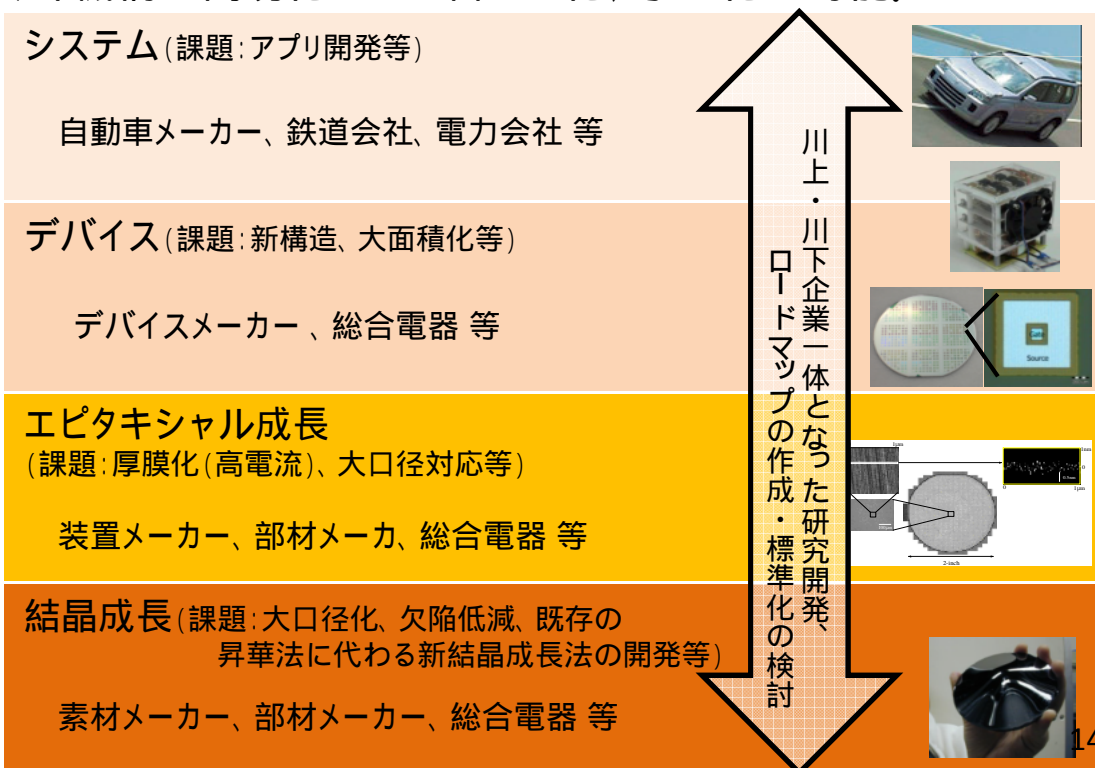 システム(課題:アプリ開発等)
自動車メーカー、鉄道会社、電力会社 等
デバイス(課題:新構造、大面積化等)
デバイスメーカー 、総合電器 等
Source
エピタキシャル成長
(課題:厚膜化(高電流)、大口径対応等)
装置メーカー、部材メーカ、総合電器 等
1μm
1nm
0
0.5nm
0
1μm
2-inch
結晶成長(課題:大口径化、欠陥低減、既存の
昇華法に代わる新結晶成長法の開発等)
素材メーカー、部材メーカー、総合電器 等
川上・川下企業一体となった研究開発、
ロードマップの作成・標準化の検討
14